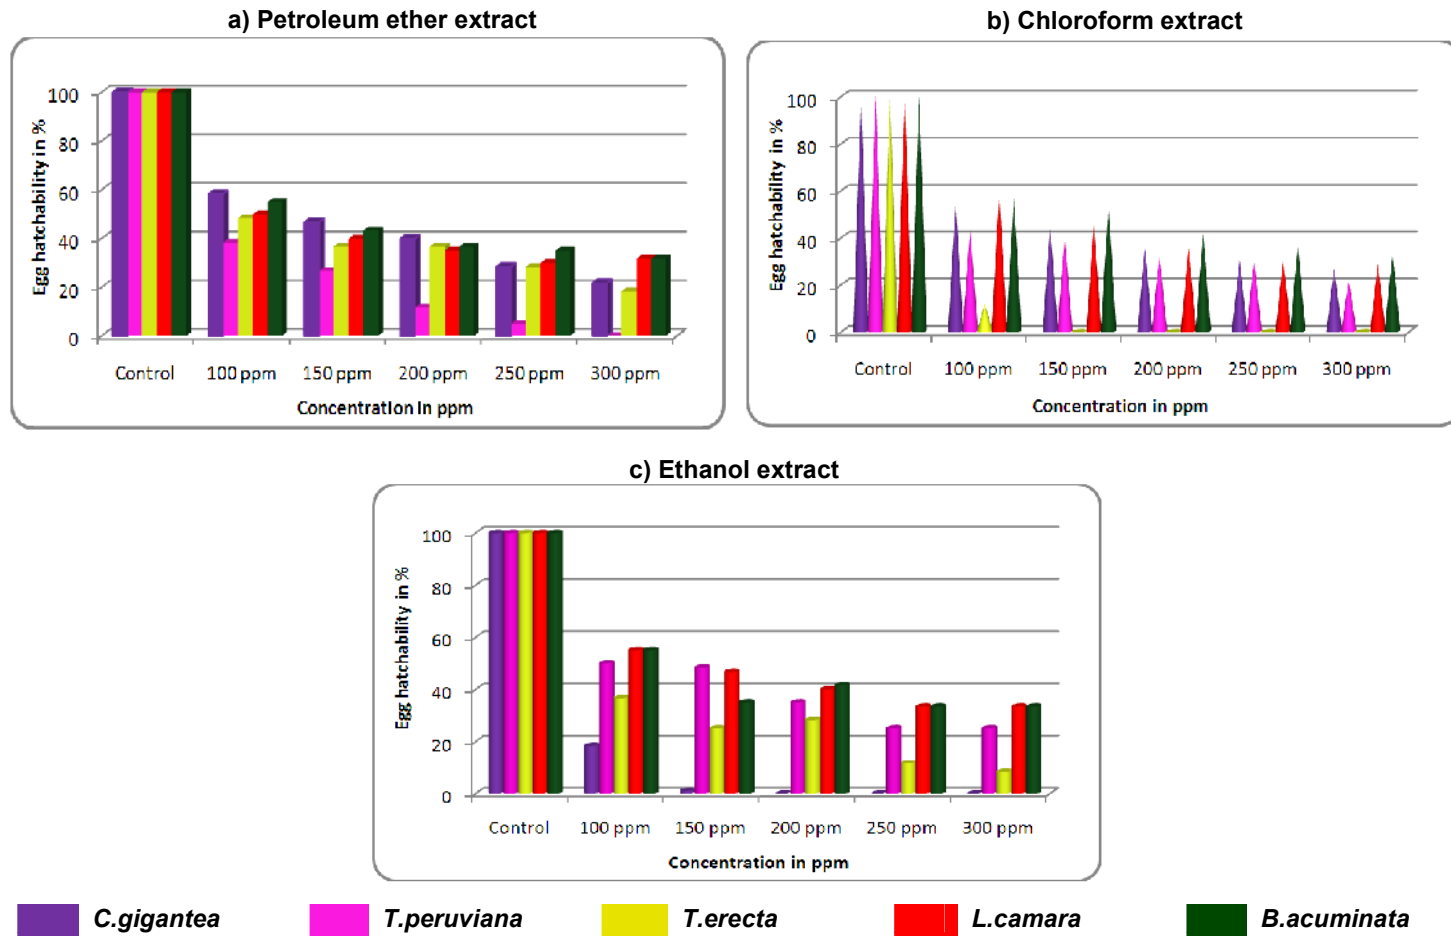 a) Petroleum ether extract
Egg hatchability in %
100
80
60
40
20
0
Control 100 ppm 150 ppm 200 ppm 250 ppm 300 ppm
Concentration in ppm
b) Chloroform extract
Egg hatchability in %
100
80
60
40
20
0
Control 100 ppm 150 ppm 200 ppm 250 ppm 300 ppm
Concentration in ppm
c) Ethanol extract
Egg hatchability in %
100
80
60
40
20
0
Control 100 ppm 150 ppm 200 ppm 250 ppm 300 ppm
Concentration in ppm
C.gigantea T.peruviana T.erecta L.camara B.acuminata